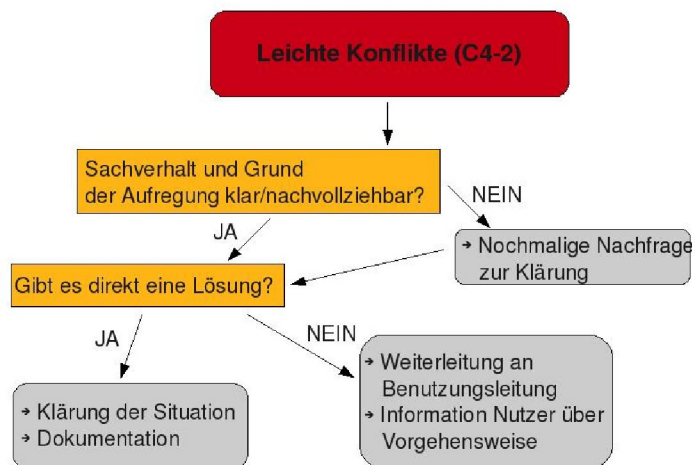 Leichte Konflikte (C4-2)
Sachverhalt und Grund
der Aufregung klar/nachvollziehbar?
NEIN
JA
→ Nochmalige Nachfrage
zur Klärung
Gibt es direkt eine Lösung?
JA
NEIN
→ Klärung der Situation
→ Dokumentation
→ Weiterleitung an
Benutzungsleitung
→ Information Nutzer über
Vorgehensweise